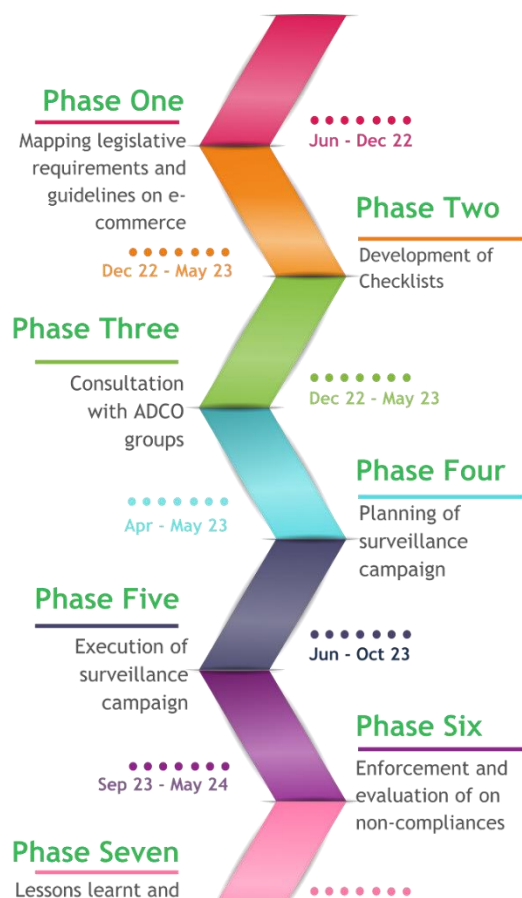 Phase One
Jun - Dec 22
Mapping legislative
requirements and
guidelines on e-
commerce
Phase Two
Dec 22 - May 23
Development of
Checklists
Phase Three
Consultation
with ADCO
groups
Dec 22 - May 23
Phase Four
Apr - May 23
Planning of
surveillance
campaign
Phase Five
Execution of
surveillance
campaign
Jun - Oct 23
Phase Six
Sep 23 - May 24
Enforcement and
evaluation of on
non-compliances
Phase Seven
Lessons learnt and